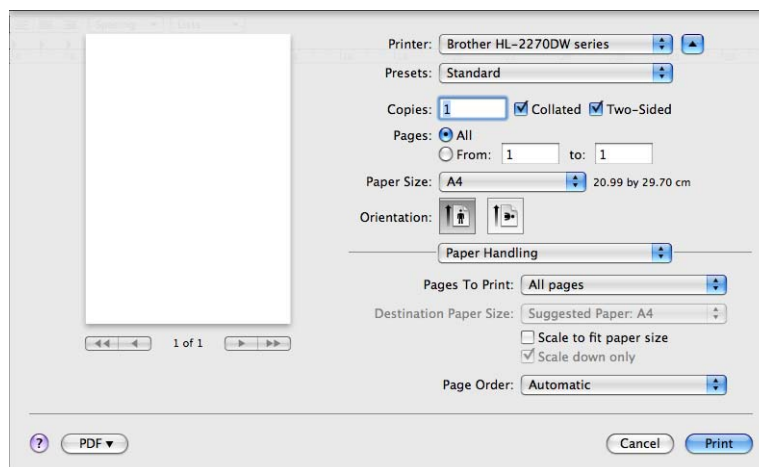 Spacing
Lists
Printer: Brother HL-2270DW series
Presets: Standard
Copies: 1 Collated Two-Sided
Pages: All
From: 1 to: 1
Paper Size: A4 20.99 by 29.70 cm
Orientation:
Paper Handling
Pages To Print: All pages
Destination Paper Size: Suggested Paper: A4
Scale to fit paper size
Scale down only
Page Order: Automatic
1 of 1
? PDF ▼ Cancel Print